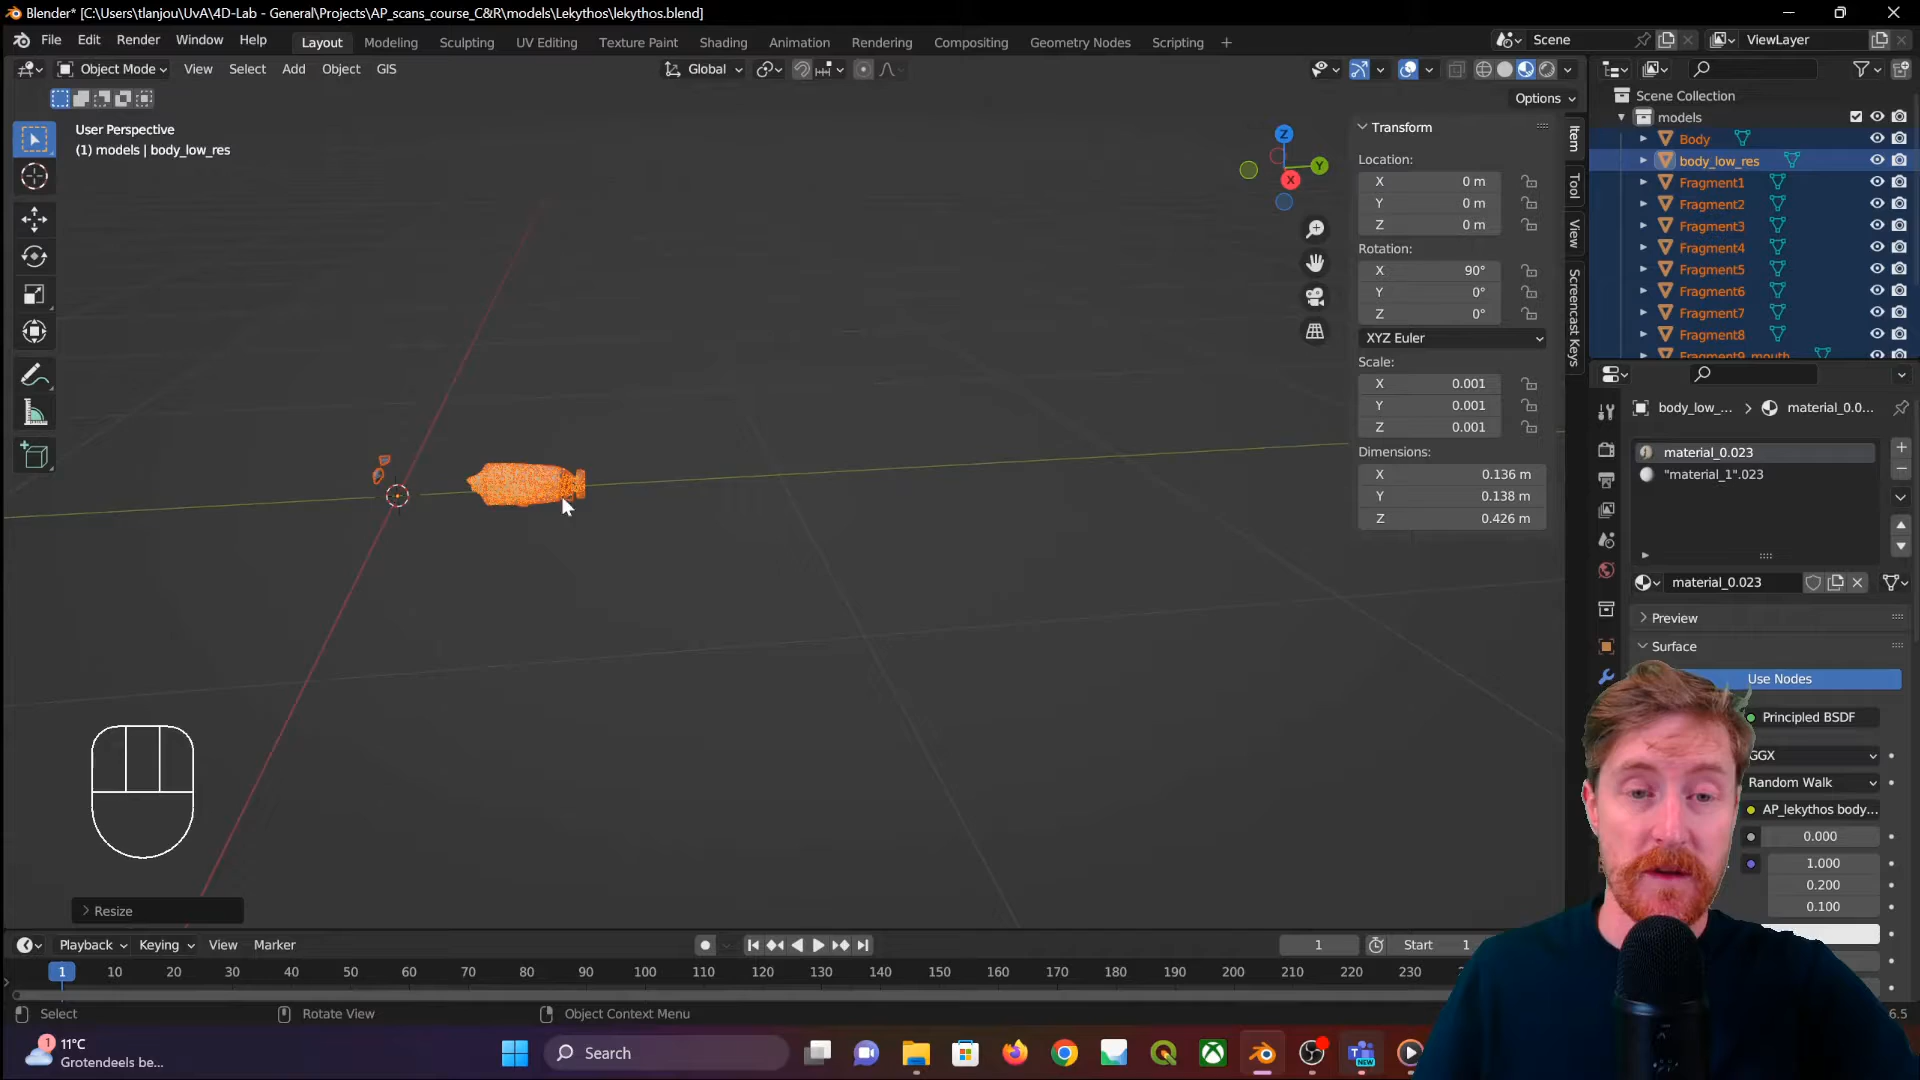 Blender* [C:\Users\tlanjou\UvA\4D-Lab - General\Projects\AP_scans_course_C&R\models\Lekythos\lekythos.blend]
File Edit Render Window Help Layout Modeling Sculpting UV Editing Texture Paint Shading Animation Rendering Compositing Geometry Nodes Scripting + Scene ViewLayer
Object Mode View Select Add Object GIS Global
Options
User Perspective
(1) models | body_low_res
Z
Y
X
Transform
Location:
X 0 m
Y 0 m
Z 0 m
Rotation:
X 90°
Y 0°
Z 0°
XYZ Euler
Scale:
X 0.001
Y 0.001
Z 0.001
Dimensions:
X 0.136 m
Y 0.138 m
Z 0.426 m
Item
Tool
View
Screencast Keys
Scene Collection
models
Body
body_low_res
Fragment1
Fragment2
Fragment3
Fragment4
Fragment5
Fragment6
Fragment7
Fragment8
Fragment9_mouth
body_low_... material_0.0...
material_0.023
"material_1".023
material_0.023
Preview
Surface
Use Nodes
Principled BSDF
GGX
Random Walk
AP_lekythos body...
0.000
1.000
0.200
0.100
Resize
Playback Keying View Marker 1 Start 1
1 10 20 30 40 50 60 70 80 90 100 110 120 130 140 150 160 170 180 190 200 210 220 230
Select Rotate View Object Context Menu 6.5
1
11°C
Grotendeels be...
Search
NEW